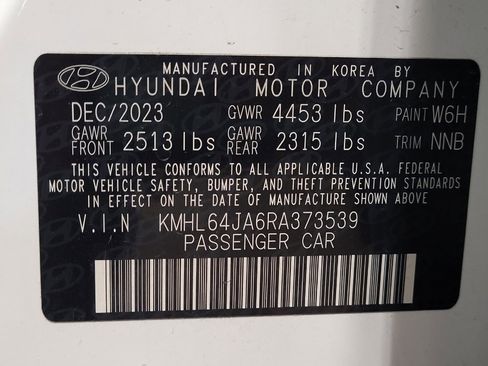 MANUFACTURED IN KOREA BY
HYUNDAI MOTOR COMPANY
DEC/2023 GVWR 4453 lbs PAINT W6H
GAWR FRONT 2513 lbs GAWR REAR 2315 lbs TRIM NNB
THIS VEHICLE CONFORMS TO ALL APPLICABLE U.S.A. FEDERAL
MOTOR VEHICLE SAFETY, BUMPER, AND THEFT PREVENTION STANDARDS
IN EFFECT ON THE DATE OF MANUFACTURE SHOWN ABOVE
V.I.N KMHL64JA6RA373539
PASSENGER CAR